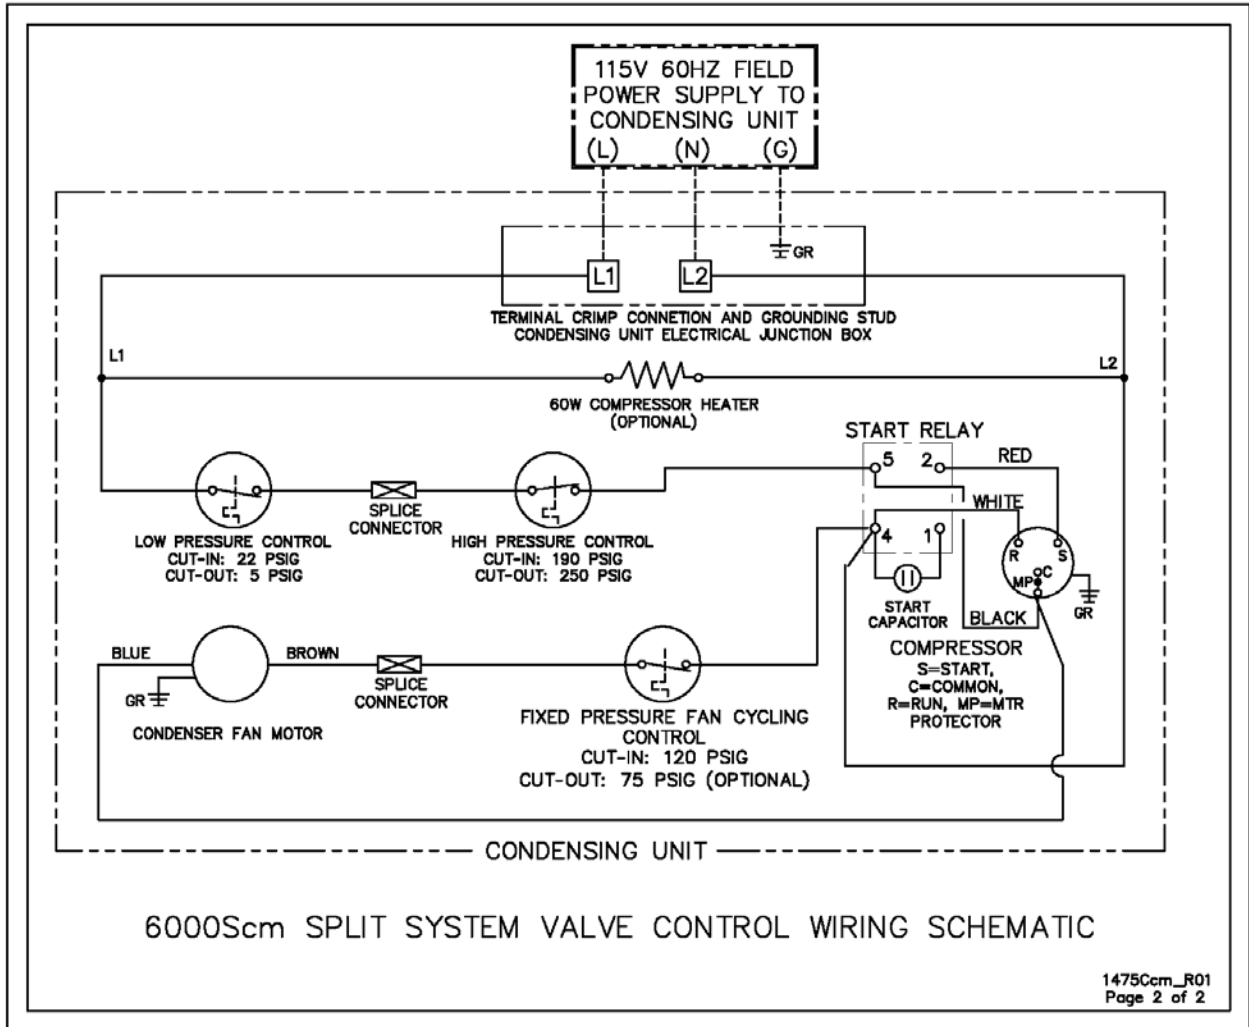 115V 60HZ FIELD
POWER SUPPLY TO
CONDENSING UNIT
(L) (N) (G)
GR
L1 L2
TERMINAL CRIMP CONNETION AND GROUNDING STUD
CONDENSING UNIT ELECTRICAL JUNCTION BOX
L1
L2
60W COMPRESSOR HEATER
(OPTIONAL)
START RELAY
5 2
RED
WHITE
LOW PRESSURE CONTROL
CUT-IN: 22 PSIG
CUT-OUT: 5 PSIG
SPLICE
CONNECTOR
HIGH PRESSURE CONTROL
CUT-IN: 190 PSIG
CUT-OUT: 250 PSIG
4 1
R S
C
MP
GR
START
CAPACITOR
BLACK
COMPRESSOR
S=START,
C=COMMON,
R=RUN, MP=MTR
PROTECTOR
BLUE
BROWN
GR
CONDENSER FAN MOTOR
SPLICE
CONNECTOR
FIXED PRESSURE FAN CYCLING
CONTROL
CUT-IN: 120 PSIG
CUT-OUT: 75 PSIG (OPTIONAL)
CONDENSING UNIT
6000Scm SPLIT SYSTEM VALVE CONTROL WIRING SCHEMATIC
1475Ccm_R01
Page 2 of 2